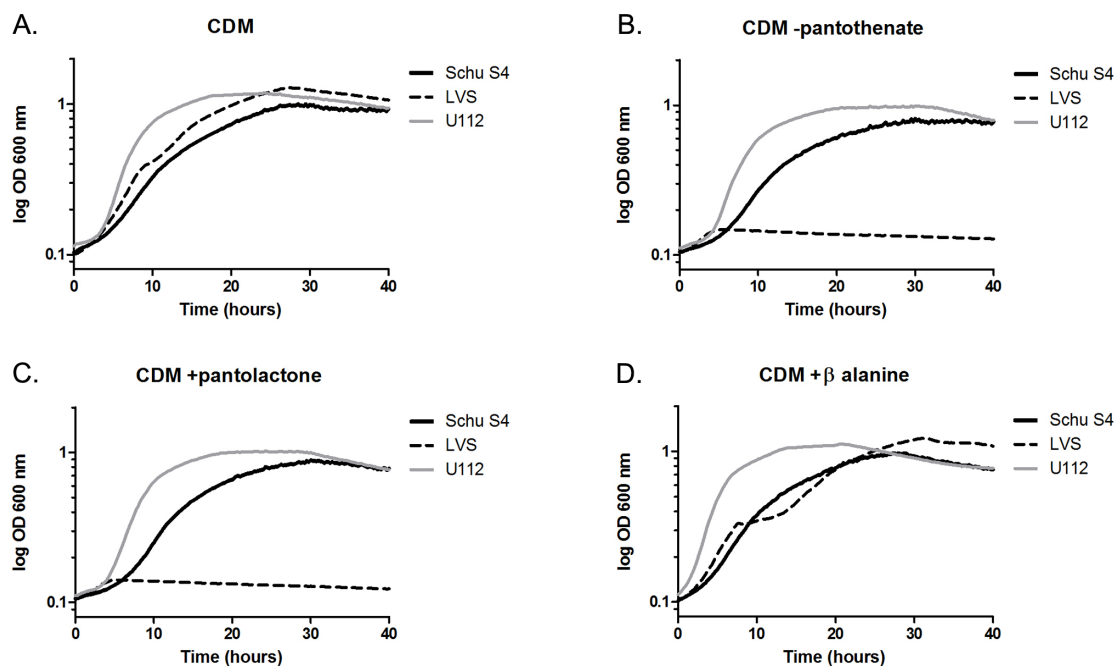 A.
CDM
log OD 600 nm
1
0.1
0 10 20 30 40
Time (hours)
Schu S4
LVS
U112
B.
CDM -pantothenate
log OD 600 nm
1
0.1
0 10 20 30 40
Time (hours)
Schu S4
LVS
U112
C.
CDM +pantolactone
log OD 600 nm
1
0.1
0 10 20 30 40
Time (hours)
Schu S4
LVS
U112
D.
CDM + β alanine
log OD 600 nm
1
0.1
0 10 20 30 40
Time (hours)
Schu S4
LVS
U112